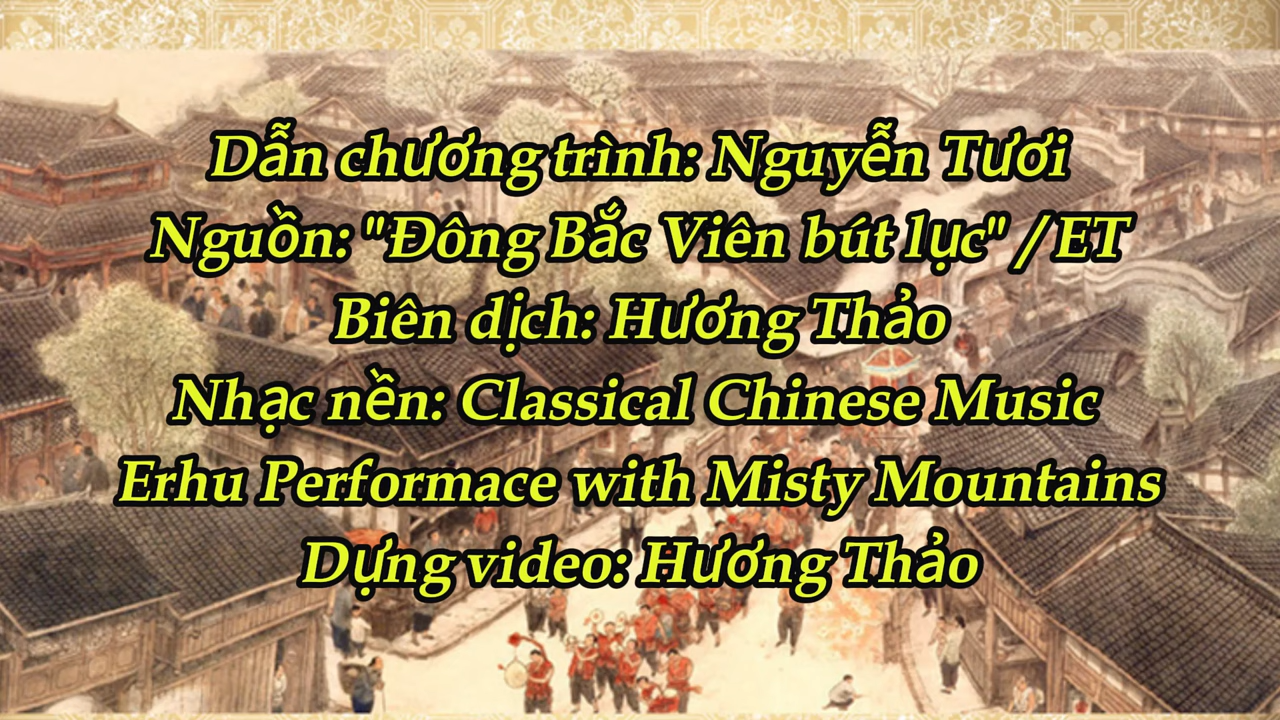 Dẫn chương trình: Nguyễn Tươi
Nguồn: "Đông Bắc Viên bút lục" / ET
Biên dịch: Hương Thảo
Nhạc nền: Classical Chinese Music
Erhu Performace with Misty Mountains
Dựng video: Hương Thảo